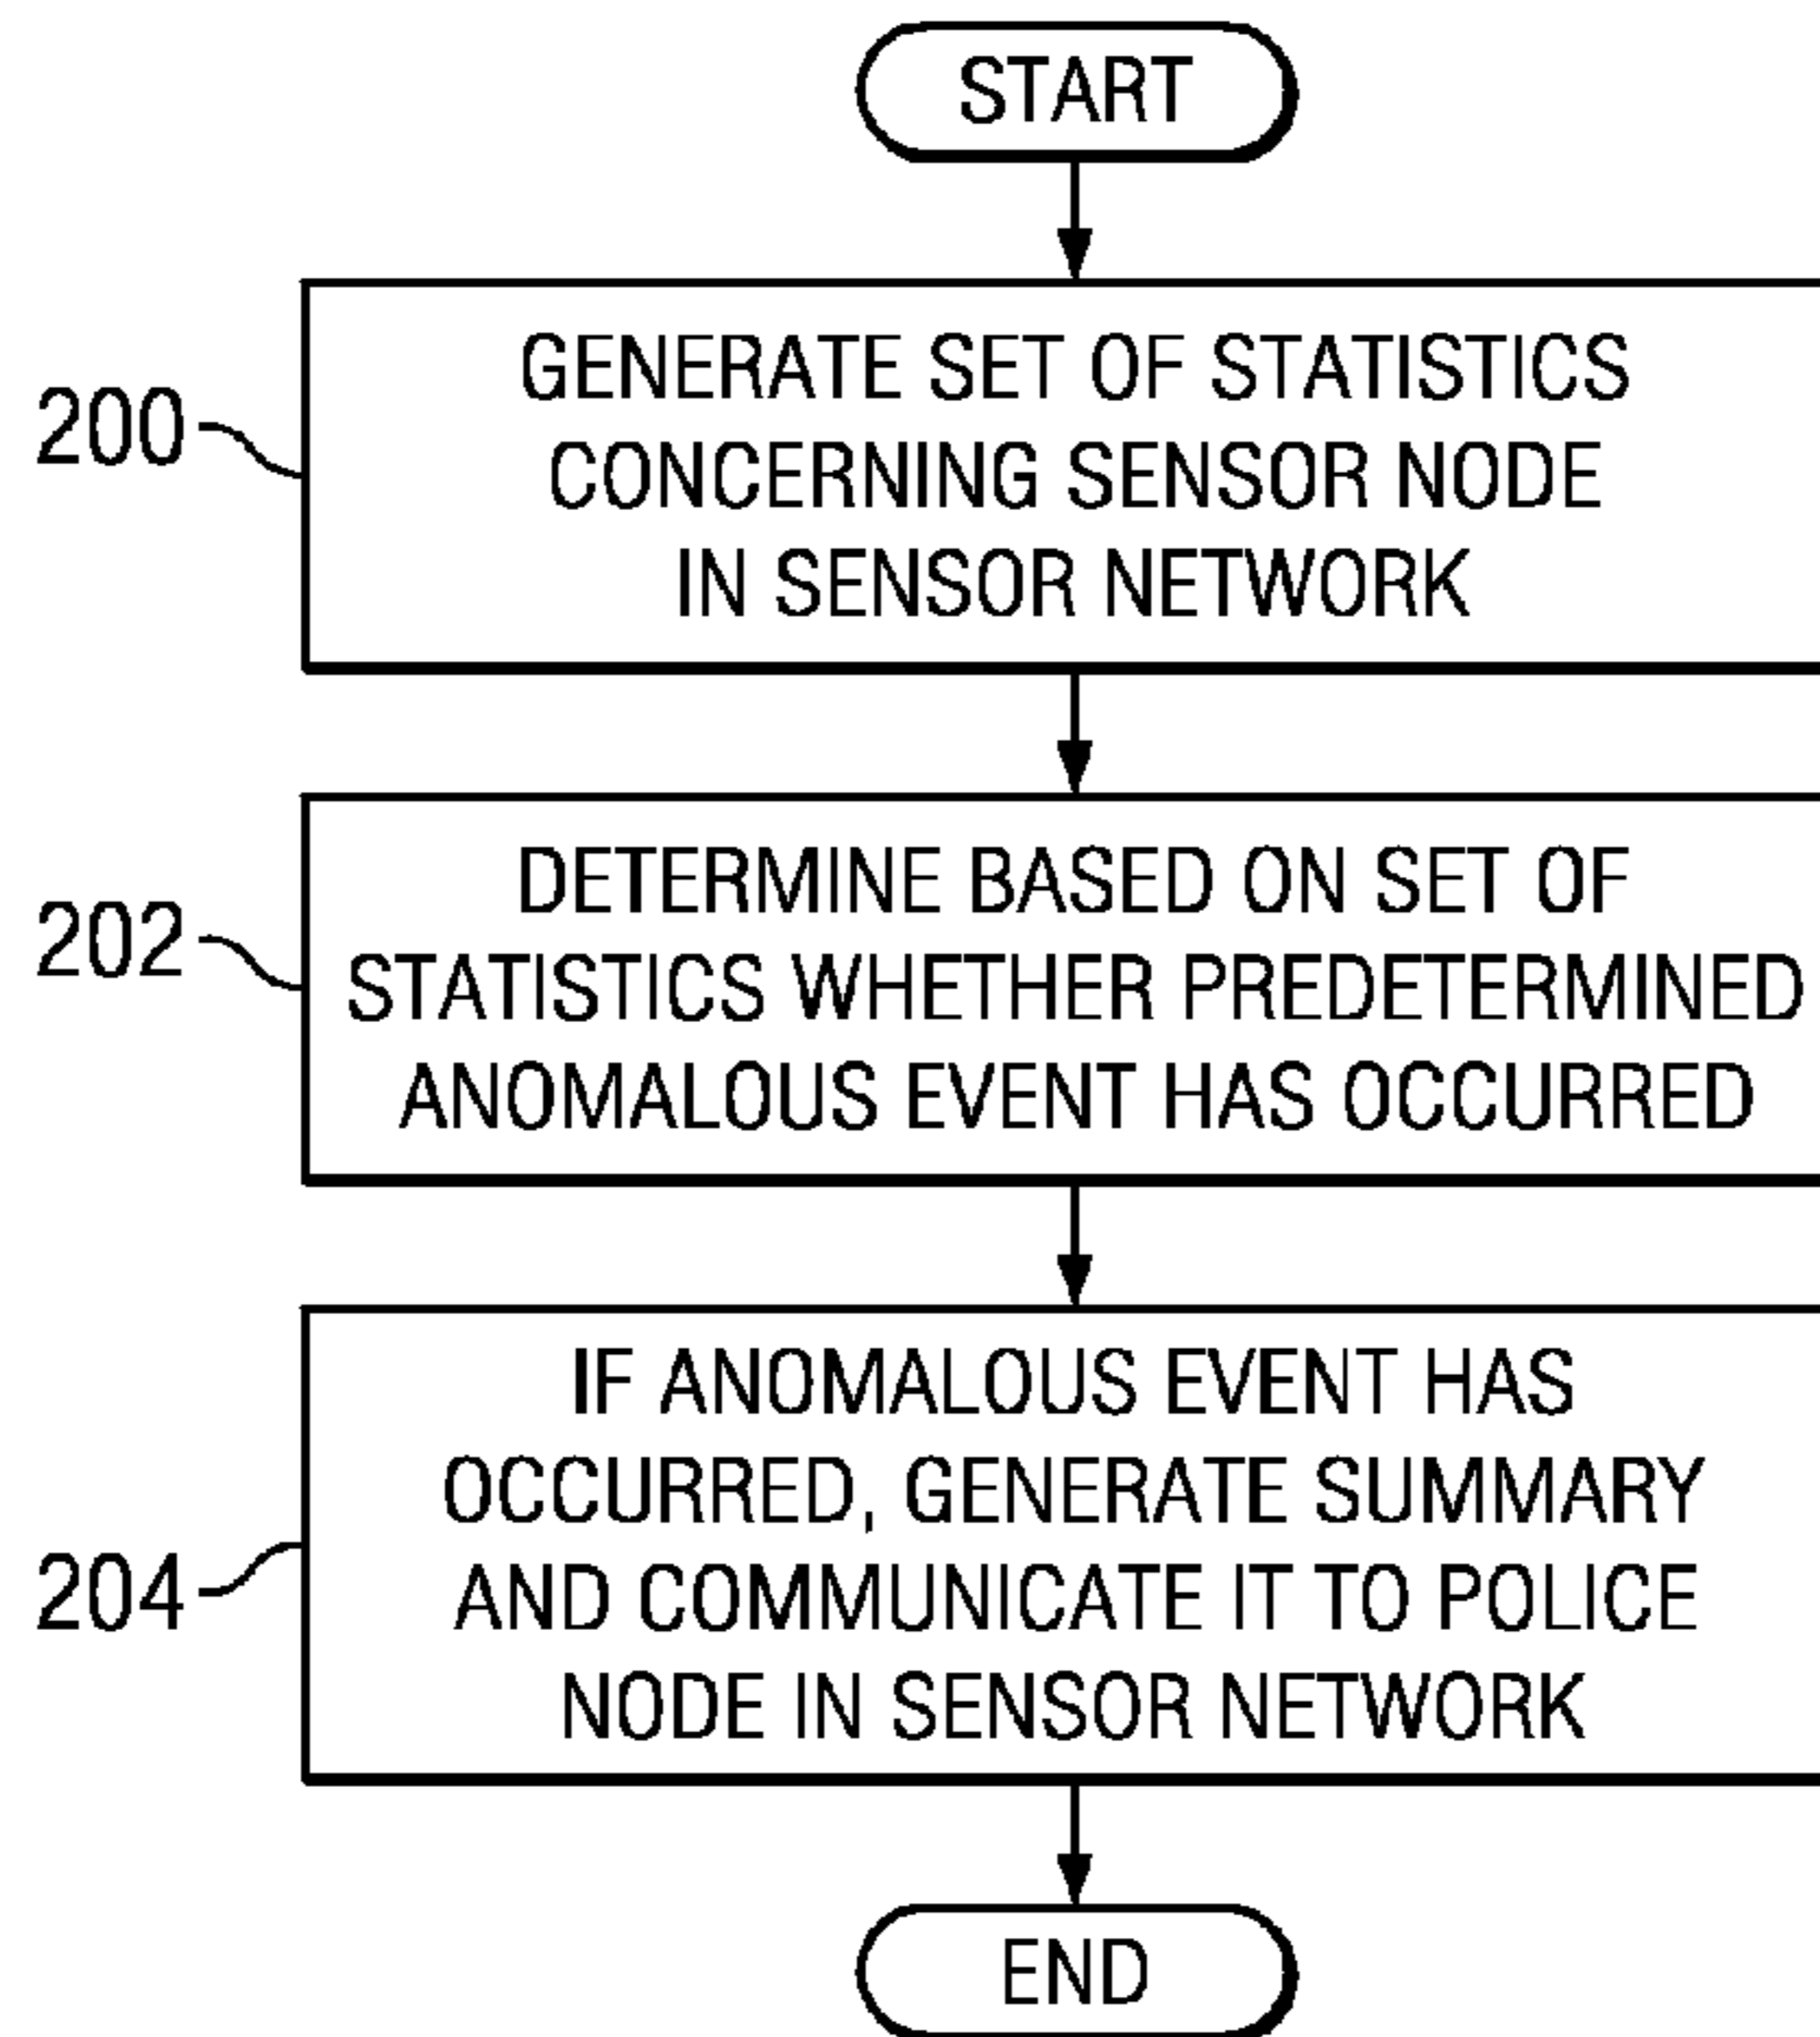 START
200
GENERATE SET OF STATISTICS
CONCERNING SENSOR NODE
IN SENSOR NETWORK
202
DETERMINE BASED ON SET OF
STATISTICS WHETHER PREDETERMINED
ANOMALOUS EVENT HAS OCCURRED
204
IF ANOMALOUS EVENT HAS
OCCURRED, GENERATE SUMMARY
AND COMMUNICATE IT TO POLICE
NODE IN SENSOR NETWORK
END